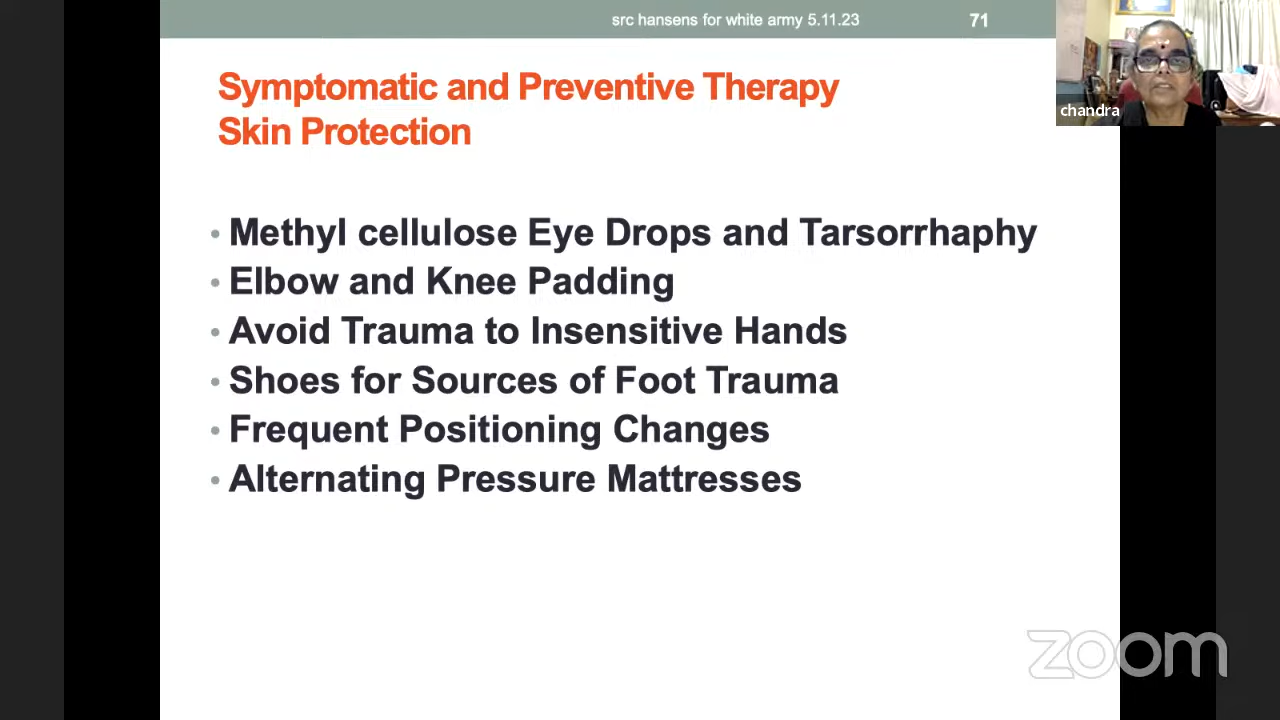 src hansens for white army 5.11.23
71
chandra
Symptomatic and Preventive Therapy
Skin Protection
• Methyl cellulose Eye Drops and Tarsorrhaphy
• Elbow and Knee Padding
• Avoid Trauma to Insensitive Hands
• Shoes for Sources of Foot Trauma
• Frequent Positioning Changes
• Alternating Pressure Mattresses
zoom